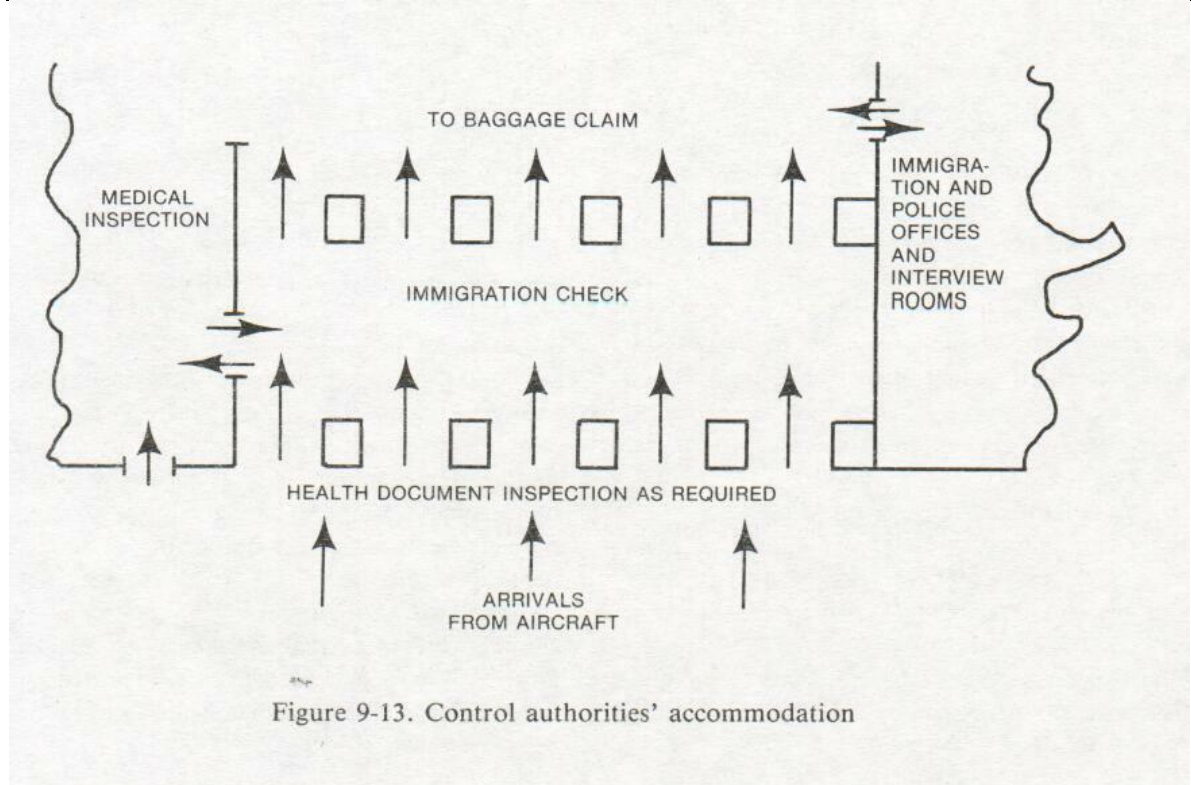 TO BAGGAGE CLAIM
MEDICAL
INSPECTION
IMMIGRA-
TION AND
POLICE
OFFICES
AND
INTERVIEW
ROOMS
IMMIGRATION CHECK
HEALTH DOCUMENT INSPECTION AS REQUIRED
ARRIVALS
FROM AIRCRAFT
Figure 9-13. Control authorities' accommodation